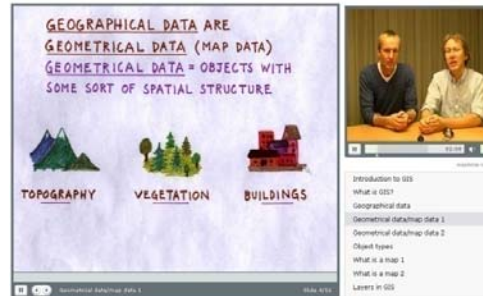 GEOGRAPHICAL DATA ARE
GEOMETRICAL DATA (MAP DATA)
GEOMETRICAL DATA = OBJECTS WITH
SOME SORT OF SPATIAL STRUCTURE
TOPOGRAPHY VEGETATION BUILDINGS
Geometrical data/map data 1
Introduction to GIS
What is GIS?
Geographical data
Geometrical data/map data 1
Geometrical data/map data 2
Object types
What is a map 1
What is a map 2
Layers in GIS